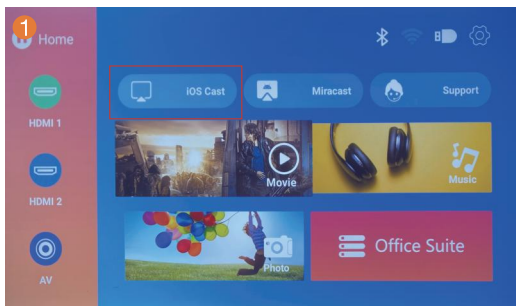 1
Home
iOS Cast
Miracast
Support
HDMI 1
Movie
Music
HDMI 2
Office Suite
Photo
AV